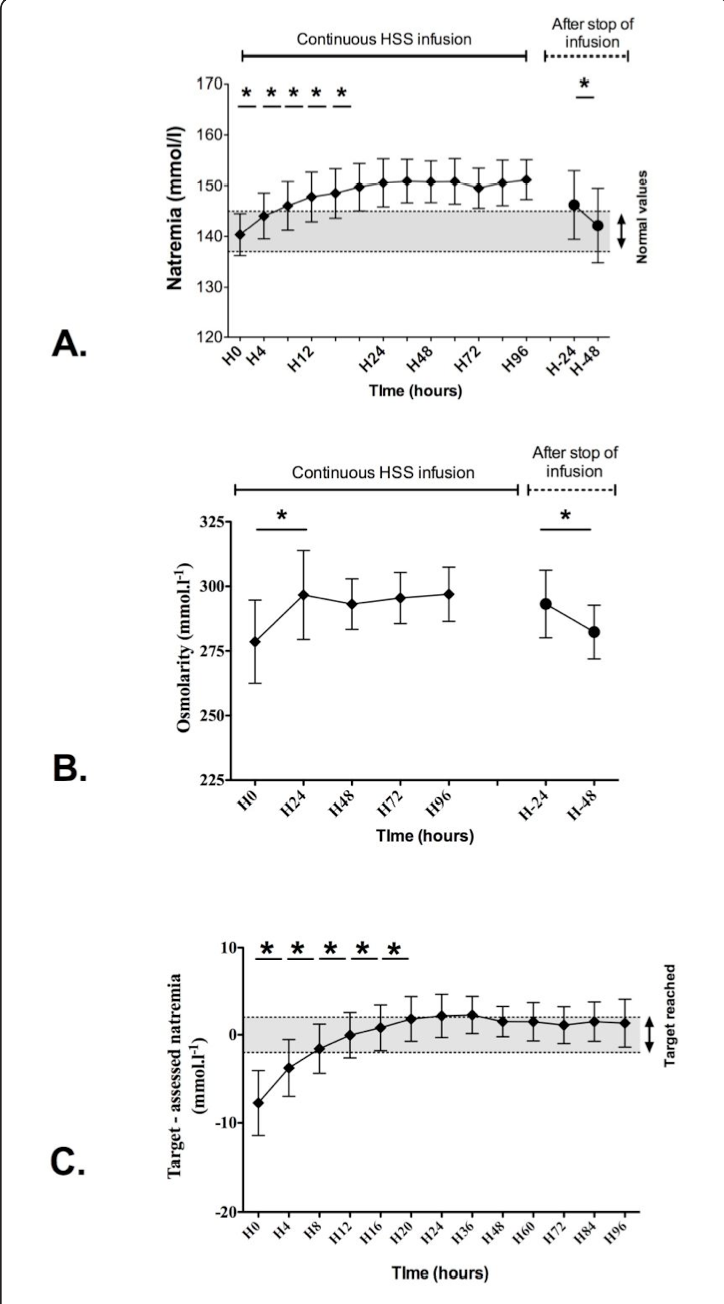 After stop of
infusion
Continuous HSS infusion
* * * * *
*
170
160
150
140
130
120
Natremia (mmol/l)
Normal values
H0 H4 H12 H24 H48 H72 H96 H-24 H-48
TIme (hours)
A.
After stop of
infusion
Continuous HSS infusion
* *
325
300
275
250
225
Osmolarity (mmol.l-1)
H0 H24 H48 H72 H96 H-24 H-48
TIme (hours)
B.
* * * * *
10
0
-10
-20
Target - assessed natremia
(mmol.l-1)
Target reached
H0 H4 H8 H12 H16 H20 H24 H36 H48 H60 H72 H84 H96
TIme (hours)
C.